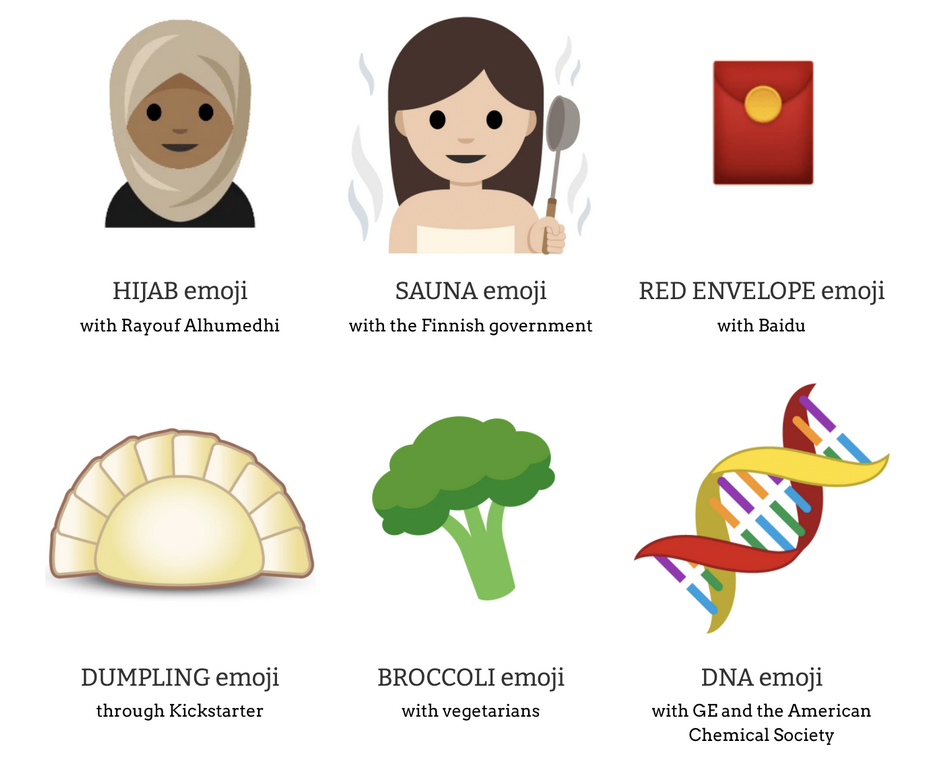 HIJAB emoji
with Rayouf Alhumedhi
SAUNA emoji
with the Finnish government
RED ENVELOPE emoji
with Baidu
DUMPLING emoji
through Kickstarter
BROCCOLI emoji
with vegetarians
DNA emoji
with GE and the American
Chemical Society